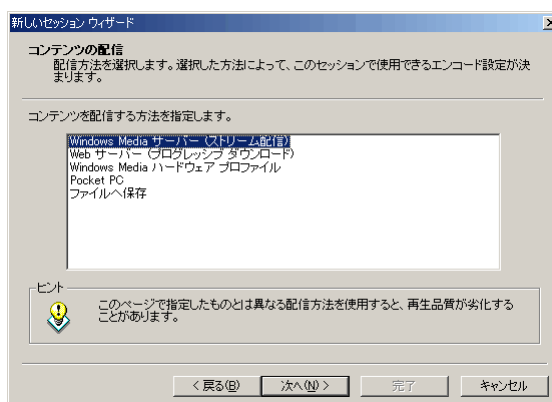 新しいセッション ウィザード
コンテンツの配信
配信方法を選択します。選択した方法によって、このセッションで使用できるエンコード設定が決
まります。
コンテンツを配信する方法を指定します。
Windows Media サーバー (ストリーム配信)
Web サーバー (プログレッシブ ダウンロード)
Windows Media ハードウェア プロファイル
Pocket PC
ファイルへ保存
ヒント
このページで指定したものとは異なる配信方法を使用すると、再生品質が劣化する
ことがあります。
< 戻る(B)
次へ(N) >
完了
キャンセル